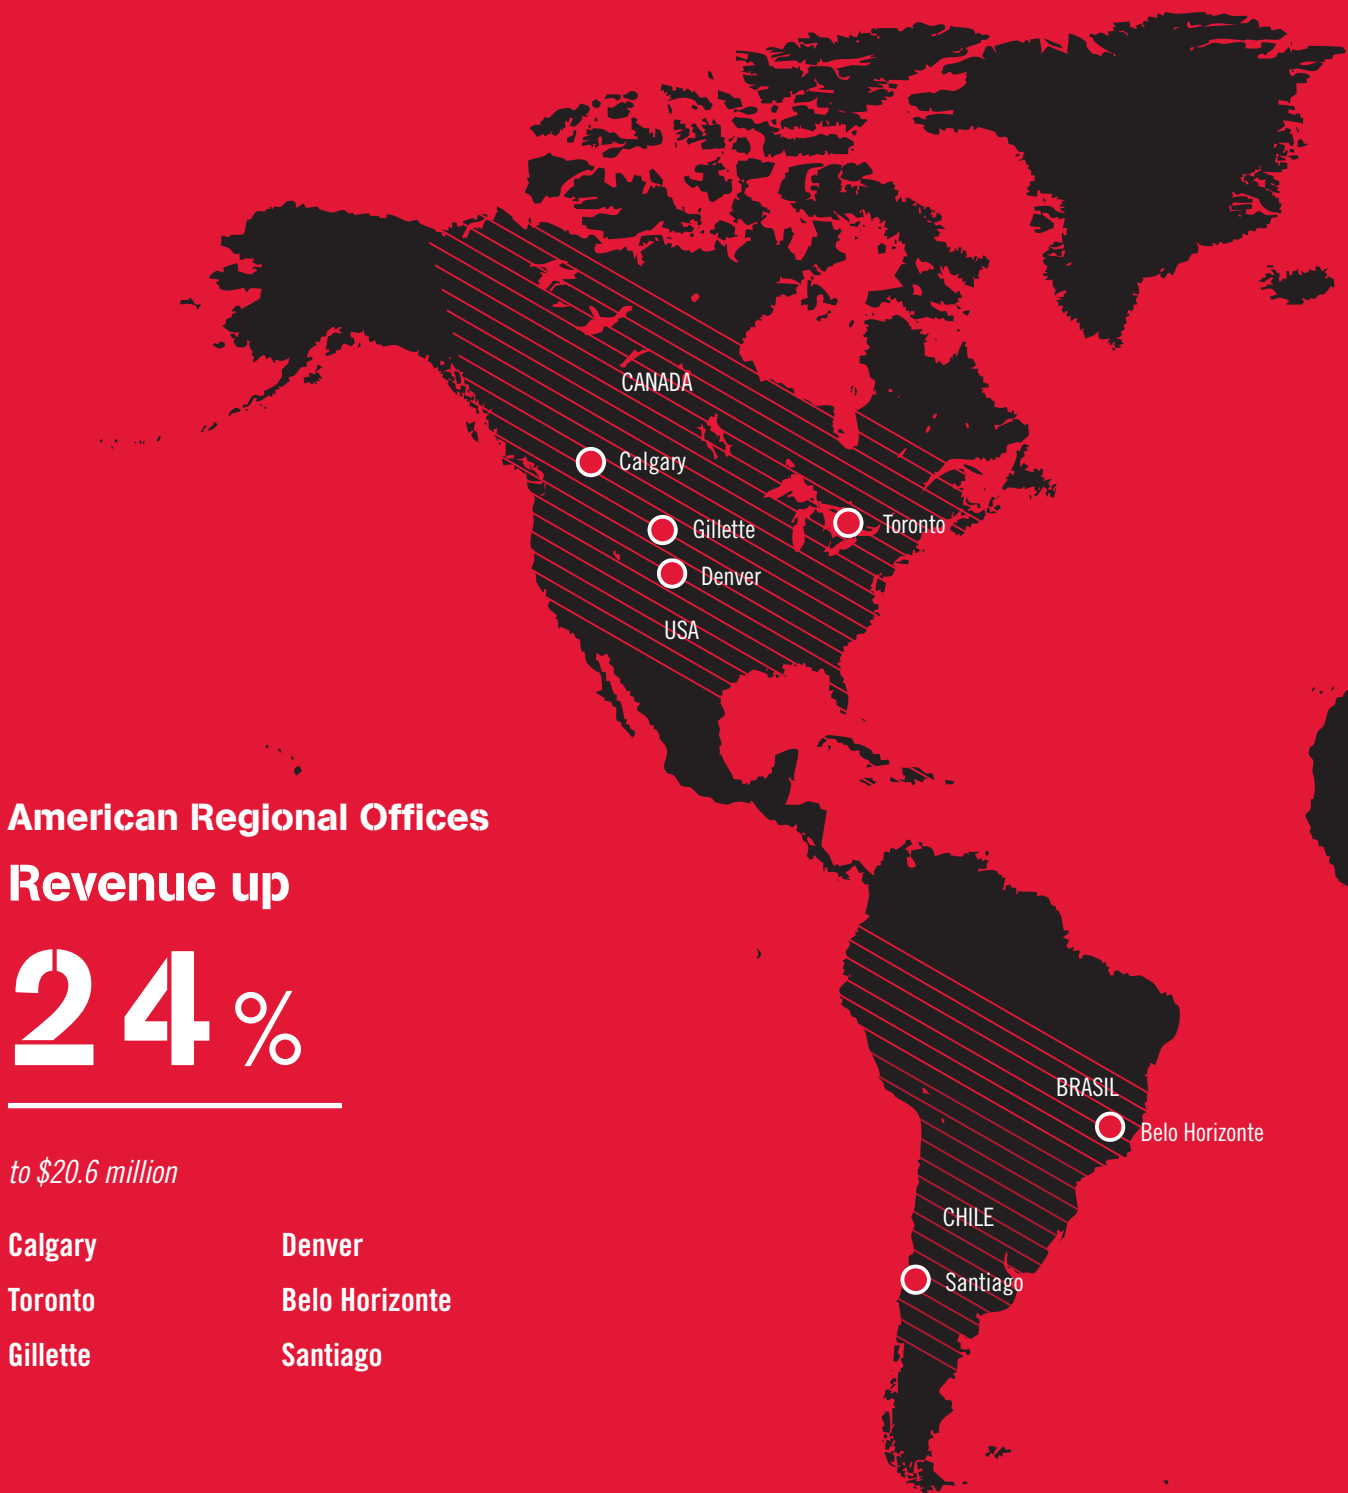 CANADA
Calgary
Toronto
Gillette
Denver
USA
American Regional Offices
Revenue up
24%
to $20.6 million
Calgary
Denver
Toronto
Belo Horizonte
Gillette
Santiago
BRASIL
Belo Horizonte
CHILE
Santiago